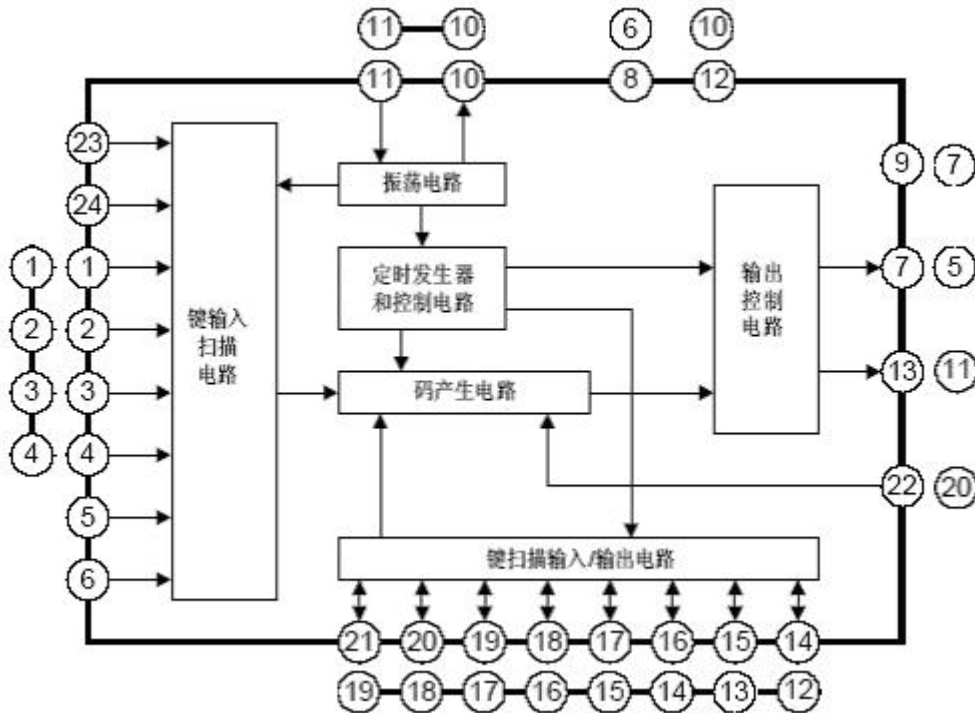 11 10 6 10
11 10 8 12
23
24
1 1
2 2
3 3
4 4
5
6
键输入
扫描
电路
振荡电路
定时发生器
和控制电路
码产生电路
输出
控制
电路
9 7
7 5
13 11
22 20
键扫描输入/输出电路
21 20 19 18 17 16 15 14
19 18 17 16 15 14 13 12